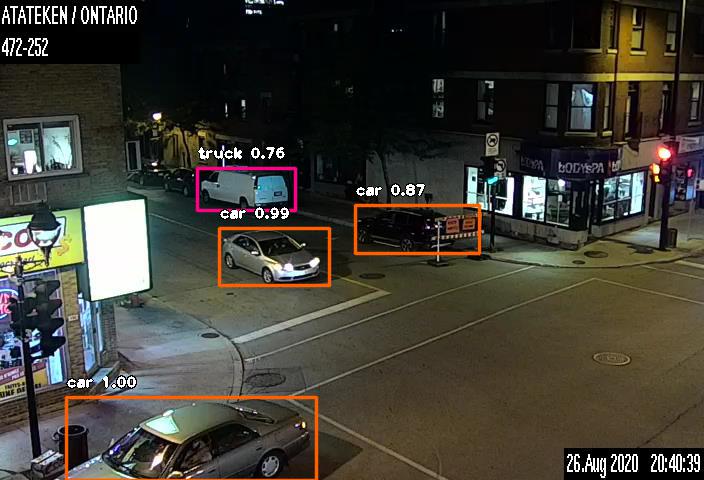 ATATEKEN / ONTARIO
472-252
truck 0.76
car 0.87
car 0.99
BODYSPA
CO
car 1.00
26.Aug 2020 20:40:39